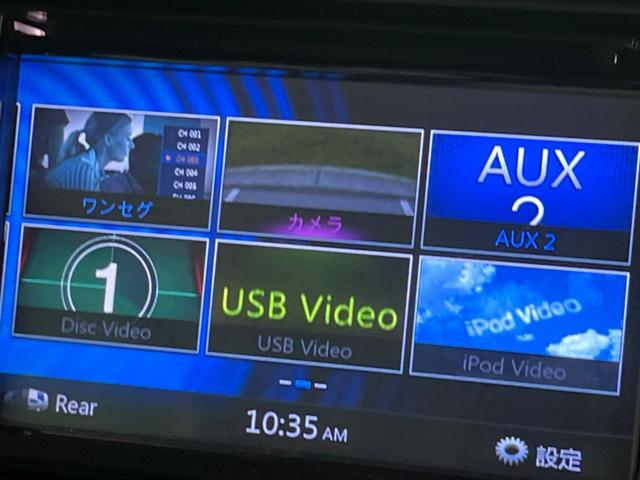 CH 001
CH 002
CH 003
CH 004
CH 005
ワンセグ
カメラ
AUX
2
AUX 2
1
Disc Video
USB Video
USB Video
iPod Video
iPod Video
Rear
10:35 AM
設定